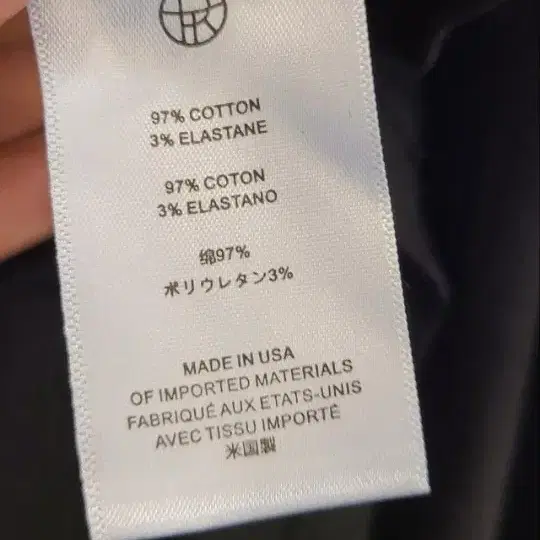 97% COTTON
3% ELASTANE
97% COTON
3% ELASTANO
綿97%
ポリウレタン3%
MADE IN USA
OF IMPORTED MATERIALS
FABRIQUÉ AUX ETATS-UNIS
AVEC TISSU IMPORTÉ
米国製